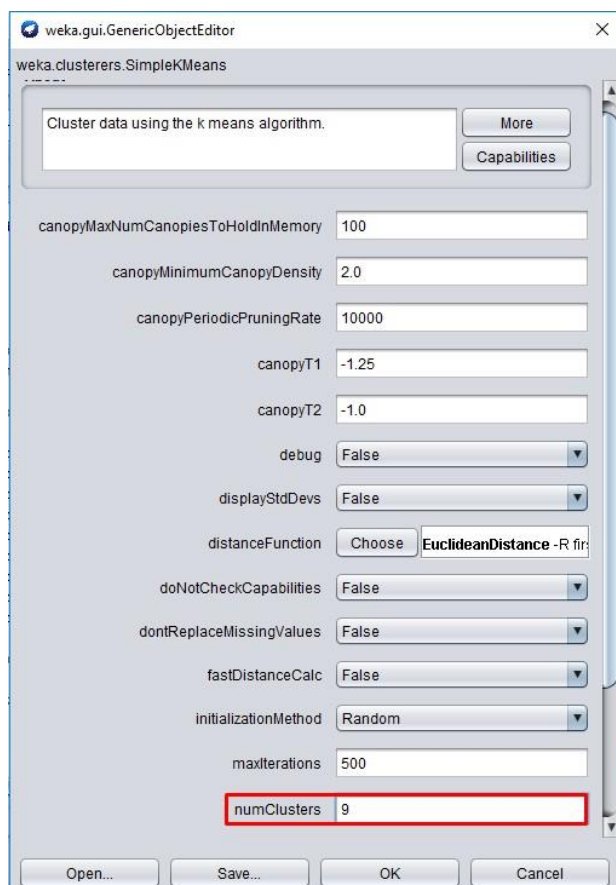 weka.gui.GenericObjectEditor
weka.clusterers.SimpleKMeans
Cluster data using the k means algorithm.
More
Capabilities
canopyMaxNumCanopiesToHoldInMemory 100
canopyMinimumCanopyDensity 2.0
canopyPeriodicPruningRate 10000
canopyT1 -1.25
canopyT2 -1.0
debug False
displayStdDevs False
distanceFunction Choose EuclideanDistance -R firs
doNotCheckCapabilities False
dontReplaceMissingValues False
fastDistanceCalc False
initializationMethod Random
maxIterations 500
numClusters 9
Open... Save... OK Cancel